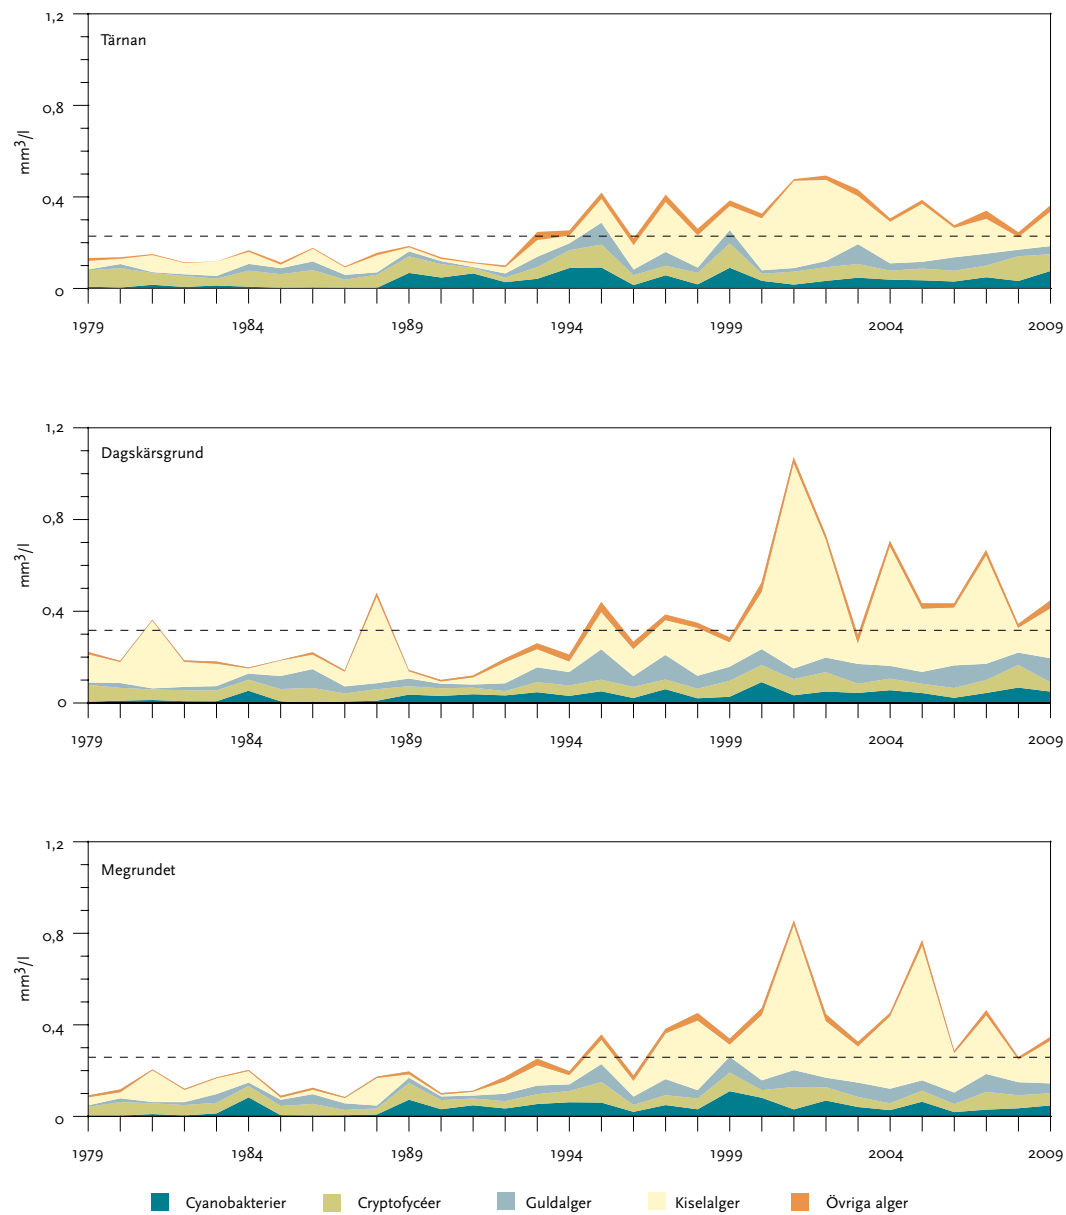 1,2
Tärnan
0,8
mm³/l
0,4
0
1979 1984 1989 1994 1999 2004 2009
1,2
Dagskärsgrund
0,8
mm³/l
0,4
0
1979 1984 1989 1994 1999 2004 2009
1,2
Megrundet
0,8
mm³/l
0,4
0
1979 1984 1989 1994 1999 2004 2009
Cyanobakterier Cryptofycéer Guldalger Kiselalger Övriga alger